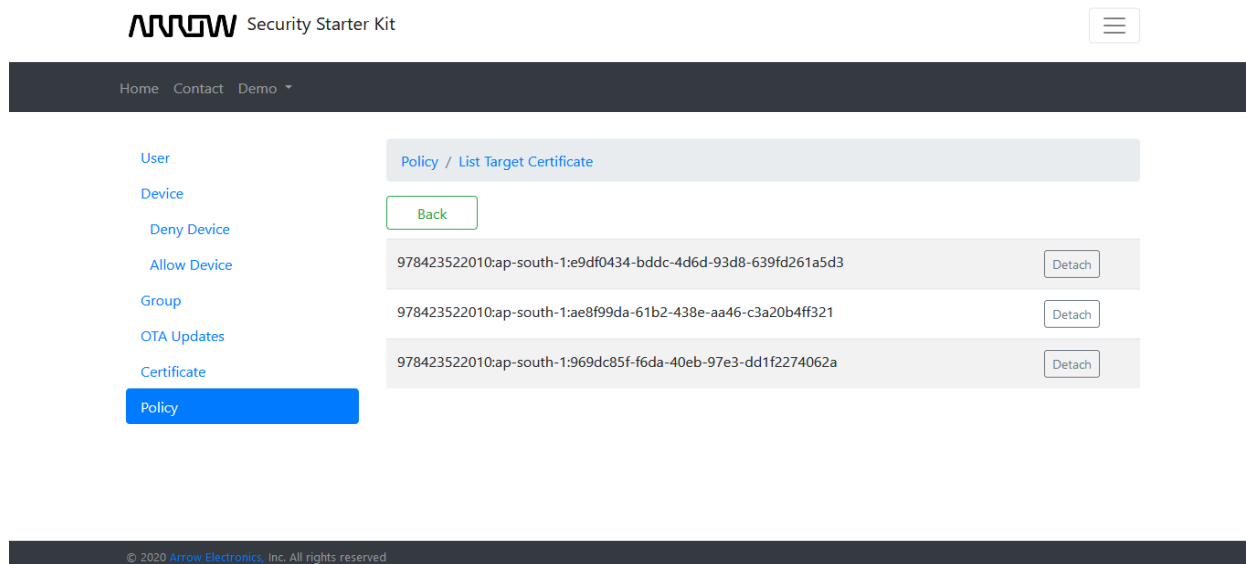 ARROW Security Starter Kit
Home Contact Demo
User
Device
Deny Device
Allow Device
Group
OTA Updates
Certificate
Policy
Policy / List Target Certificate
Back
978423522010:ap-south-1:e9df0434-bddc-4d6d-93d8-639fd261a5d3 Detach
978423522010:ap-south-1:ae8f99da-61b2-438e-aa46-c3a20b4ff321 Detach
978423522010:ap-south-1:969dc85f-f6da-40eb-97e3-dd1f2274062a Detach
© 2020 Arrow Electronics, Inc. All rights reserved